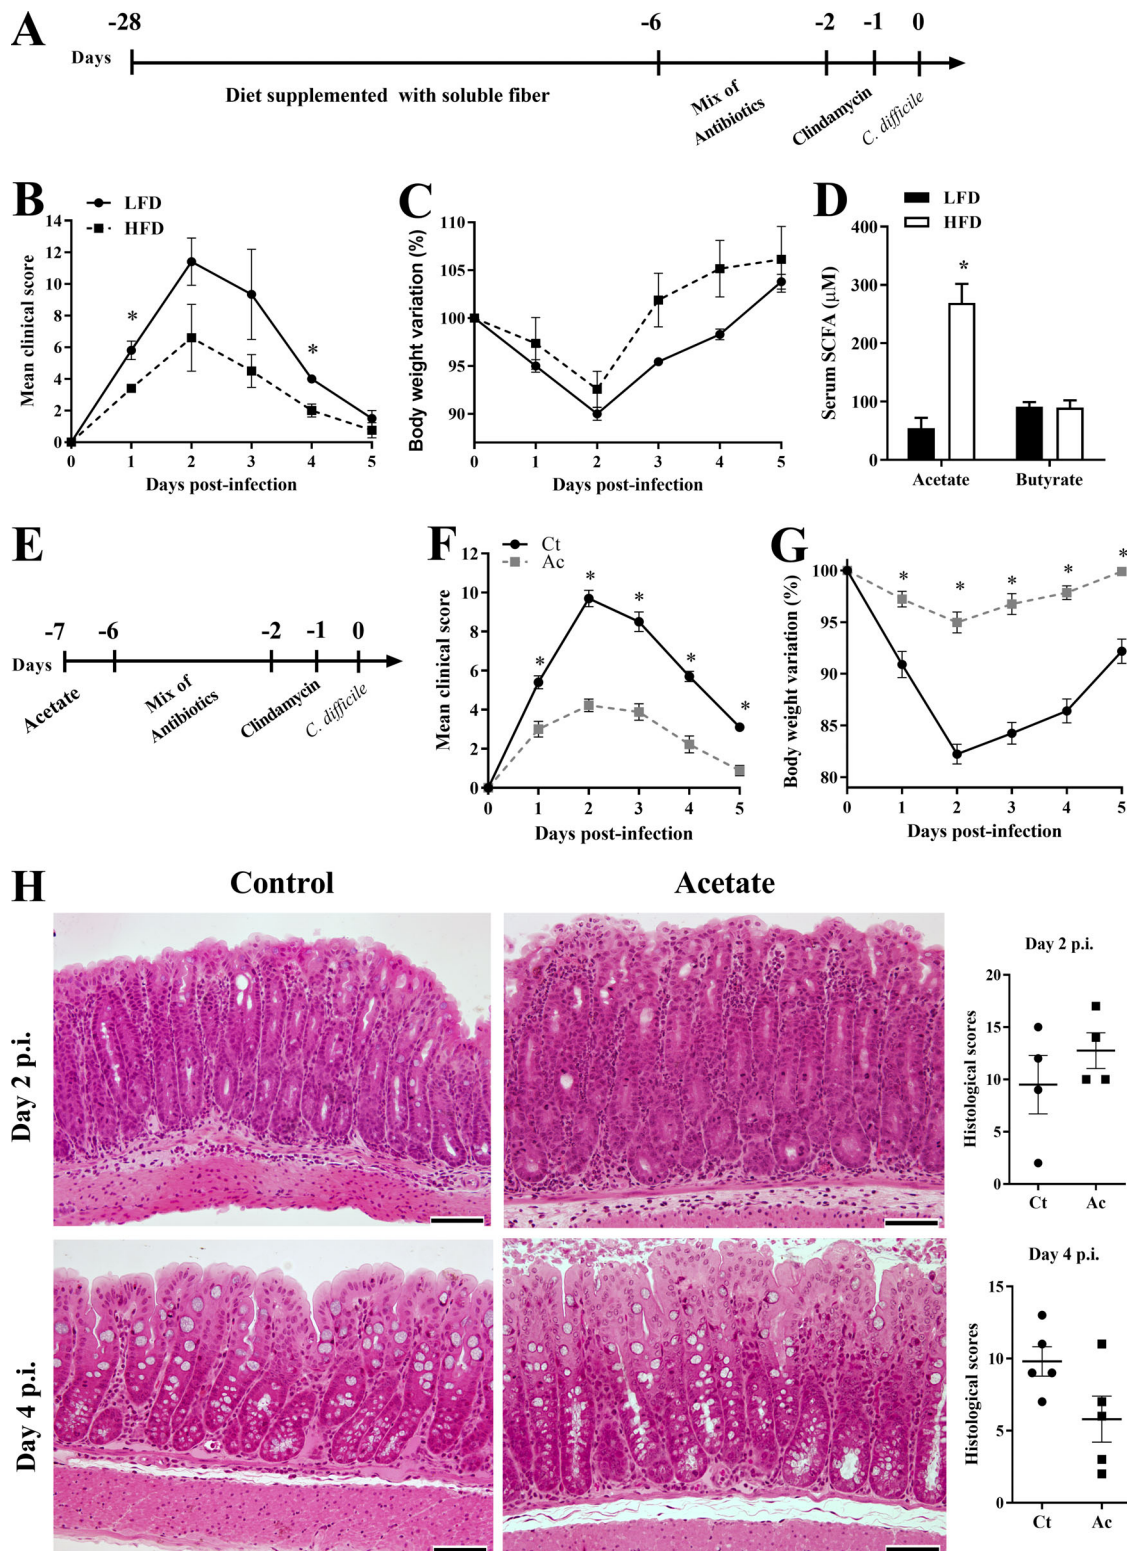 A
Days
-28
-6
-2
-1
0
Diet supplemented with soluble fiber
Mix of
Antibiotics
Clindamycin
C. difficile
B
LFD
HFD
Mean clinical score
14
12
10
8
6
4
2
0
*
*
0 1 2 3 4 5
Days post-infection
C
Body weight variation (%)
110
105
100
95
90
0 1 2 3 4 5
Days post-infection
D
LFD
HFD
Serum SCFA (μM)
400
300
200
100
0
*
Acetate Butyrate
E
Days
-7
-6
-2
-1
0
Acetate
Mix of
Antibiotics
Clindamycin
C. difficile
F
Ct
Ac
Mean clinical score
12
10
8
6
4
2
0
* * * * *
0 1 2 3 4 5
Days post-infection
G
Body weight variation (%)
100
95
90
85
80
* * * * *
0 1 2 3 4 5
Days post-infection
H
Control
Acetate
Day 2 p.i.
Day 2 p.i.
Histological scores
20
15
10
5
0
Ct Ac
Day 4 p.i.
Day 4 p.i.
Histological scores
15
10
5
0
Ct Ac